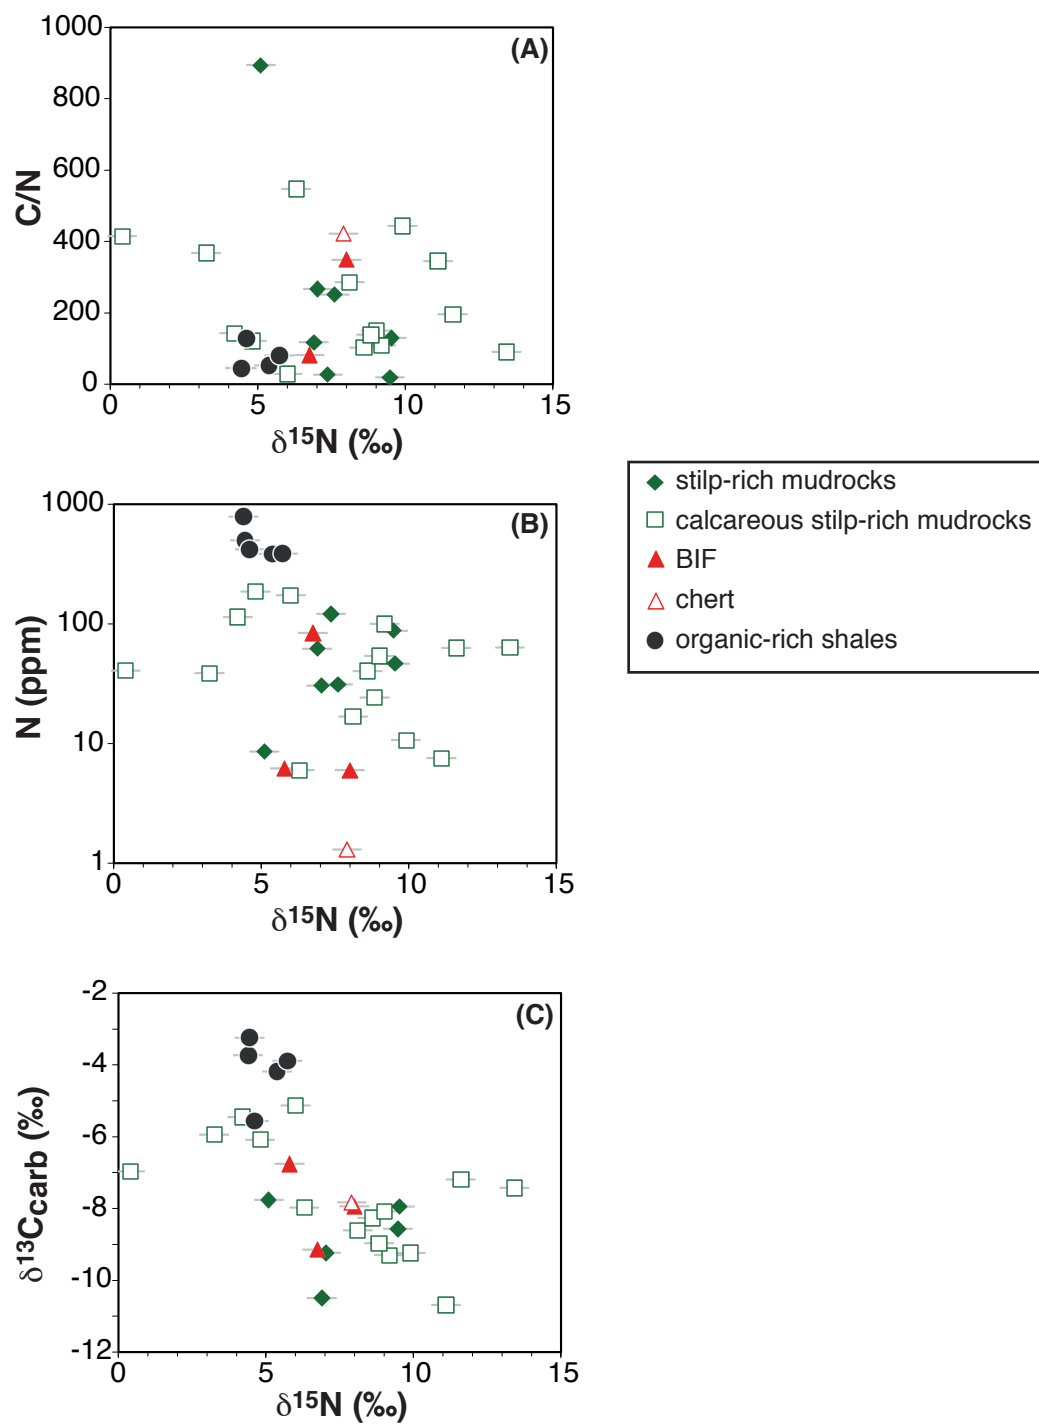 1000
(A)
800
600
C/N
400
200
0
0 5 10 15
δ15N (‰)
stilp-rich mudrocks
calcareous stilp-rich mudrocks
BIF
chert
organic-rich shales
1000
(B)
100
N (ppm)
10
1
0 5 10 15
δ15N (‰)
-2
(C)
-4
-6
δ13Ccarb (‰)
-8
-10
-12
0 5 10 15
δ15N (‰)